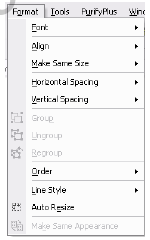 Format Tools PurifyPlus Wind
Font
Align
Make Same Size
Horizontal Spacing
Vertical Spacing
Group
Ungroup
Regroup
Order
Line Style
Auto Resize
Make Same Appearance